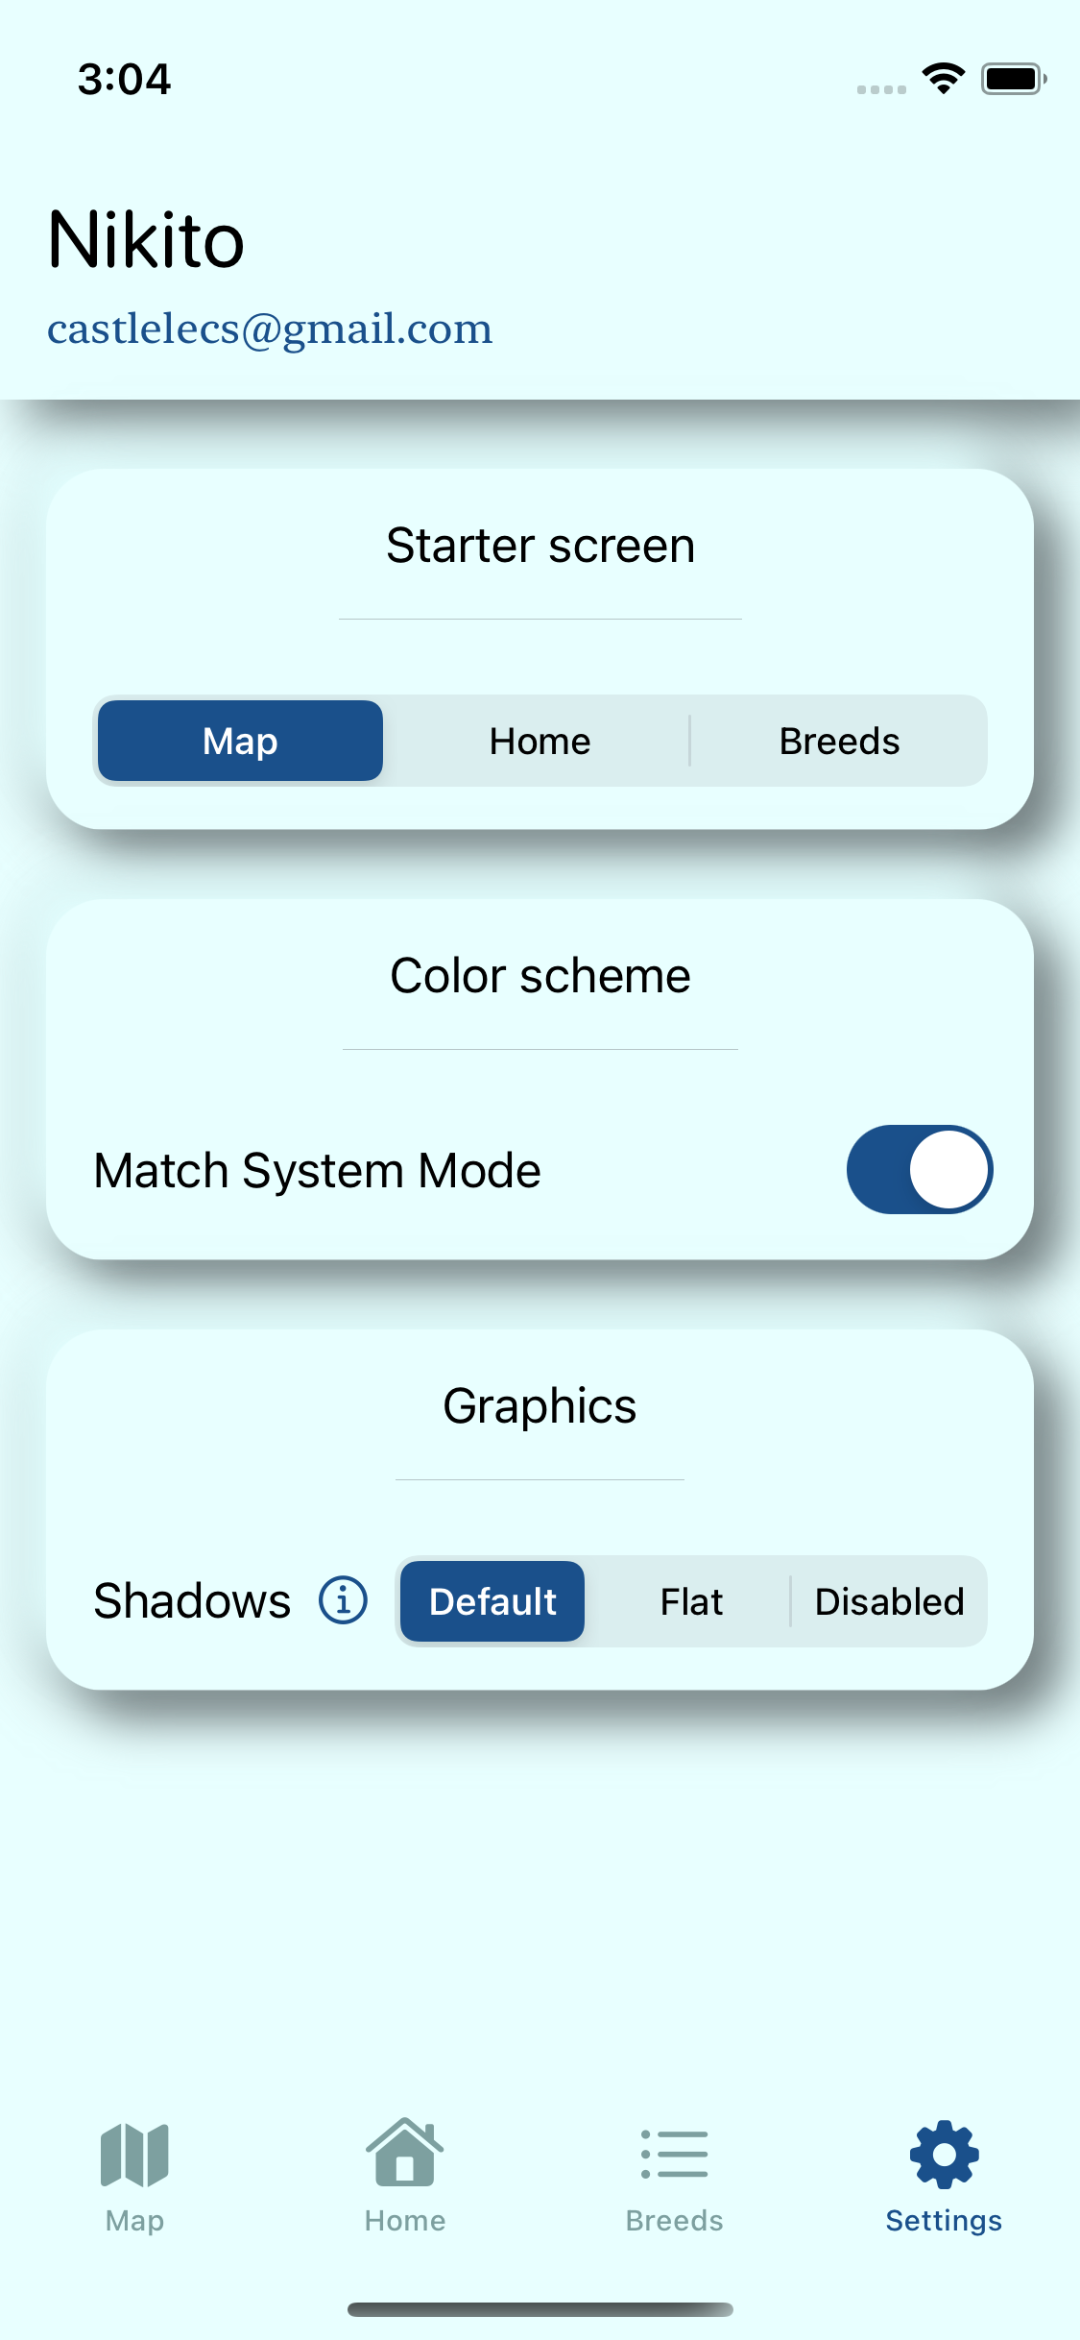 3:04
Nikito
castlelecs@gmail.com
Starter screen
Map Home Breeds
Color scheme
Match System Mode
Graphics
Shadows Default Flat Disabled
Map Home Breeds Settings